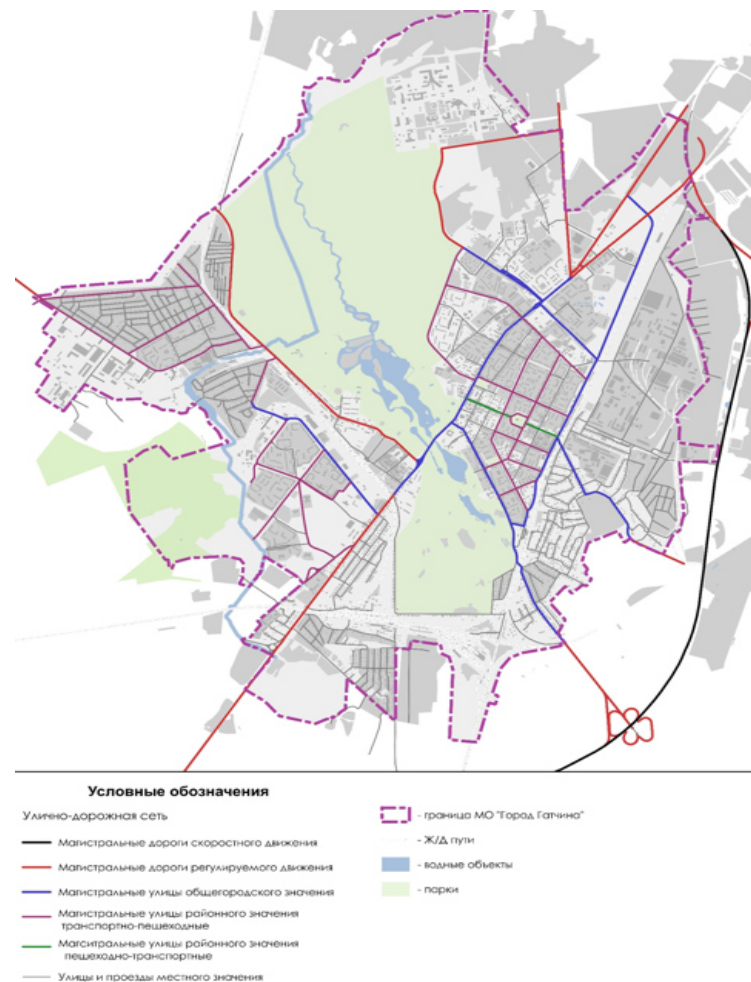 Условные обозначения
Улично-дорожная сеть
Магистральные дороги скоростного движения
Магистральные дороги регулируемого движения
Магистральные улицы общегородского значения
Магистральные улицы районного значения
транспортно-пешеходные
Магситральные улицы районного значения
пешеходно-транспортные
Улицы и проезды местного значения
- граница МО "Город Гатчина"
- Ж/Д пути
- водные объекты
- парки